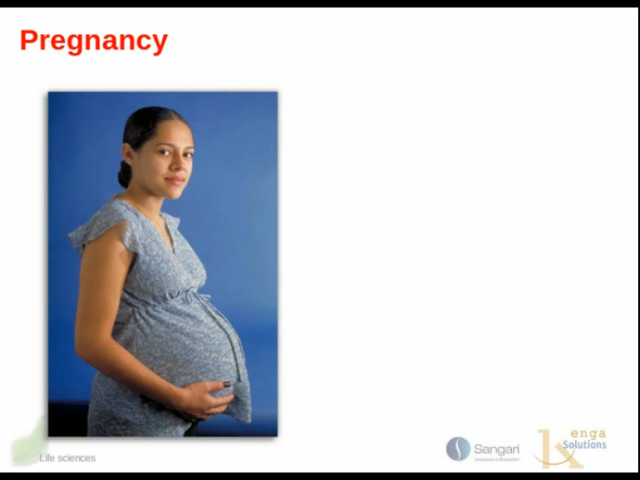 Pregnancy
Life sciences
Sangari
enga
Solutions